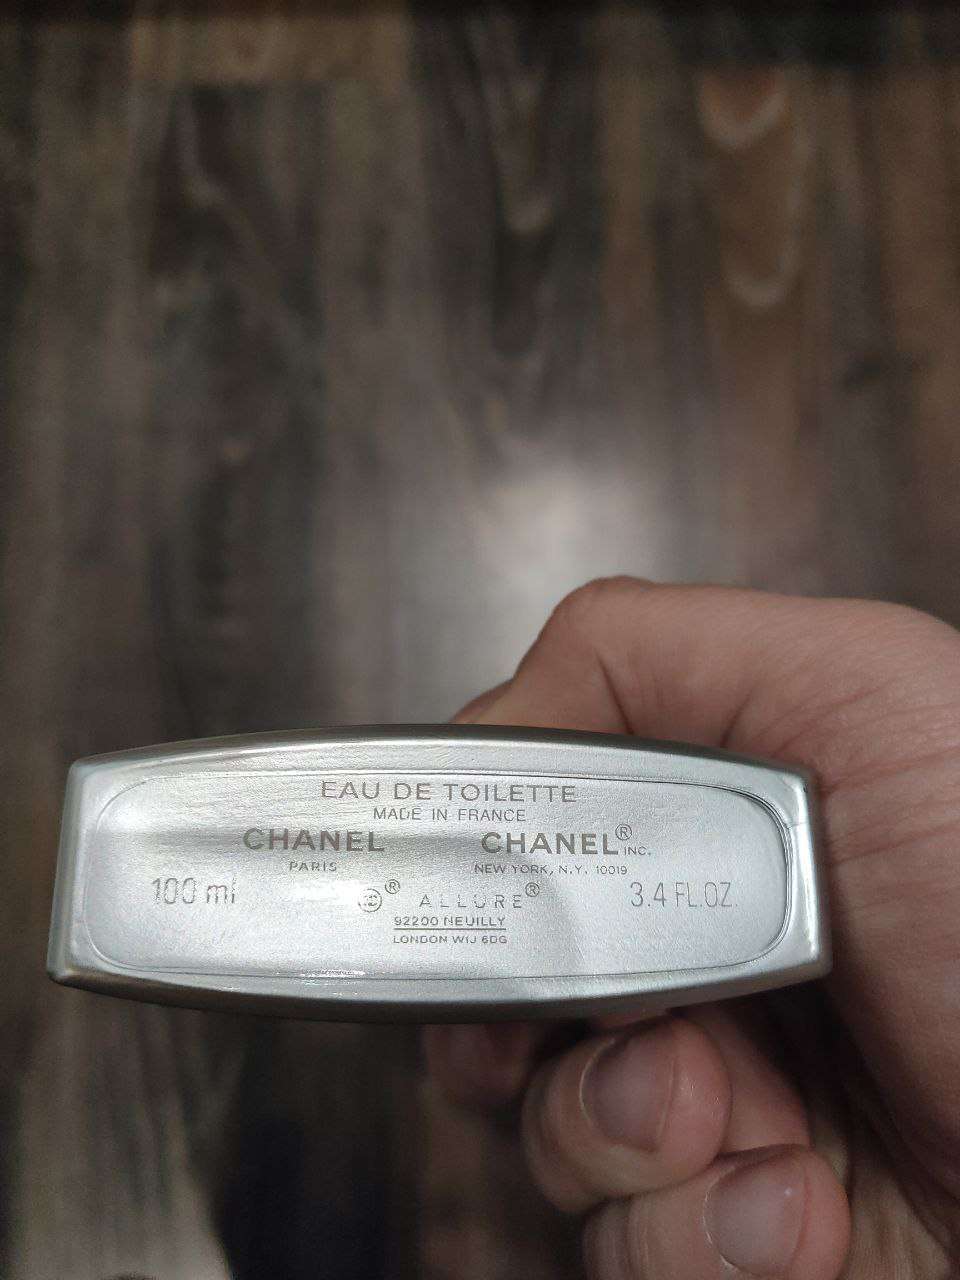 EAU DE TOILETTE
MADE IN FRANCE
CHANEL CHANEL® INC.
PARIS NEW YORK, N.Y. 10019
100 ml ® ALLURE® 3.4 FL.OZ.
92200 NEUILLY
LONDON W1J 6DG